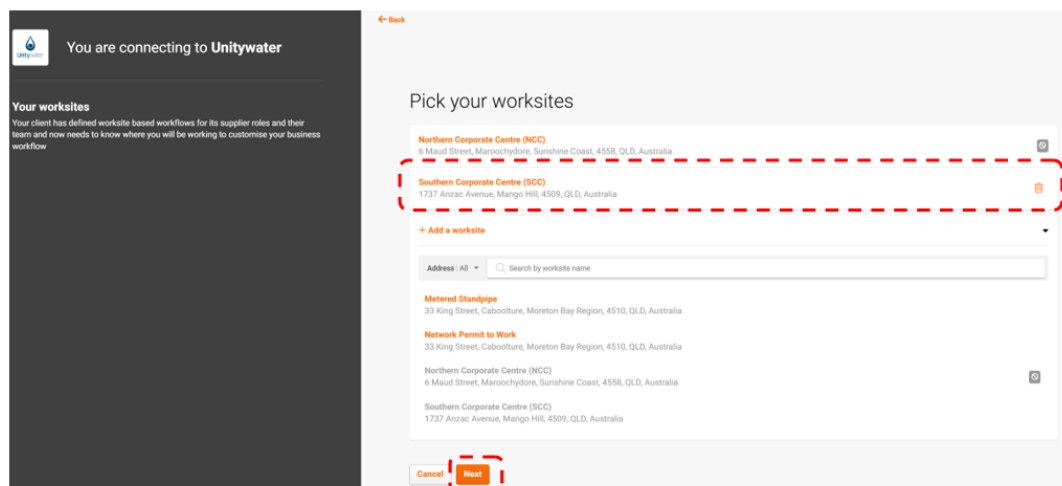 Back
Unitywater
You are connecting to Unitywater
Your worksites
Your client has defined worksite based workflows for its supplier roles and their
team and now needs to know where you will be working to customise your business
workflow
Pick your worksites
Northern Corporate Centre (NCC)
6 Maud Street, Maroochydore, Sunshine Coast, 4558, QLD, Australia
Southern Corporate Centre (SCC)
1737 Anzac Avenue, Mango Hill, 4509, QLD, Australia
+ Add a worksite
Address : All
Search by worksite name
Metered Standpipe
33 King Street, Caboolture, Moreton Bay Region, 4510, QLD, Australia
Network Permit to Work
33 King Street, Caboolture, Moreton Bay Region, 4510, QLD, Australia
Northern Corporate Centre (NCC)
6 Maud Street, Maroochydore, Sunshine Coast, 4558, QLD, Australia
Southern Corporate Centre (SCC)
1737 Anzac Avenue, Mango Hill, 4509, QLD, Australia
Cancel
Next